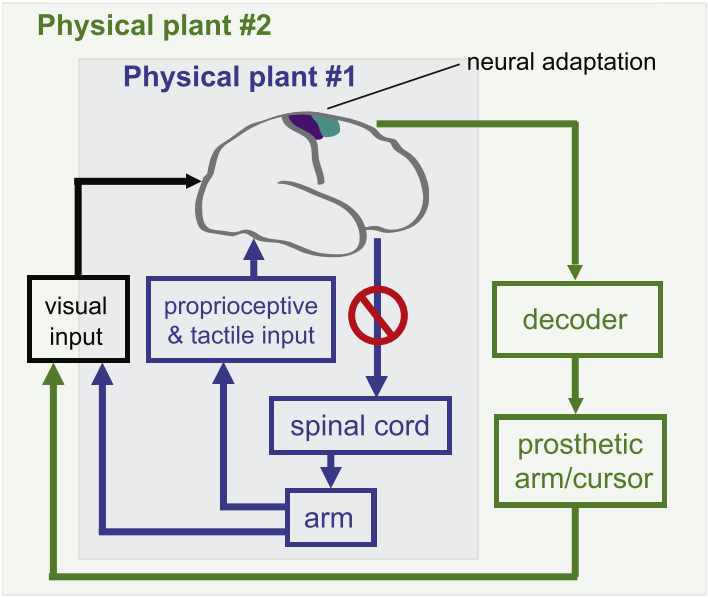 Physical plant #2
Physical plant #1
neural adaptation
visual
input
proprioceptive
& tactile input
decoder
spinal cord
prosthetic
arm/cursor
arm